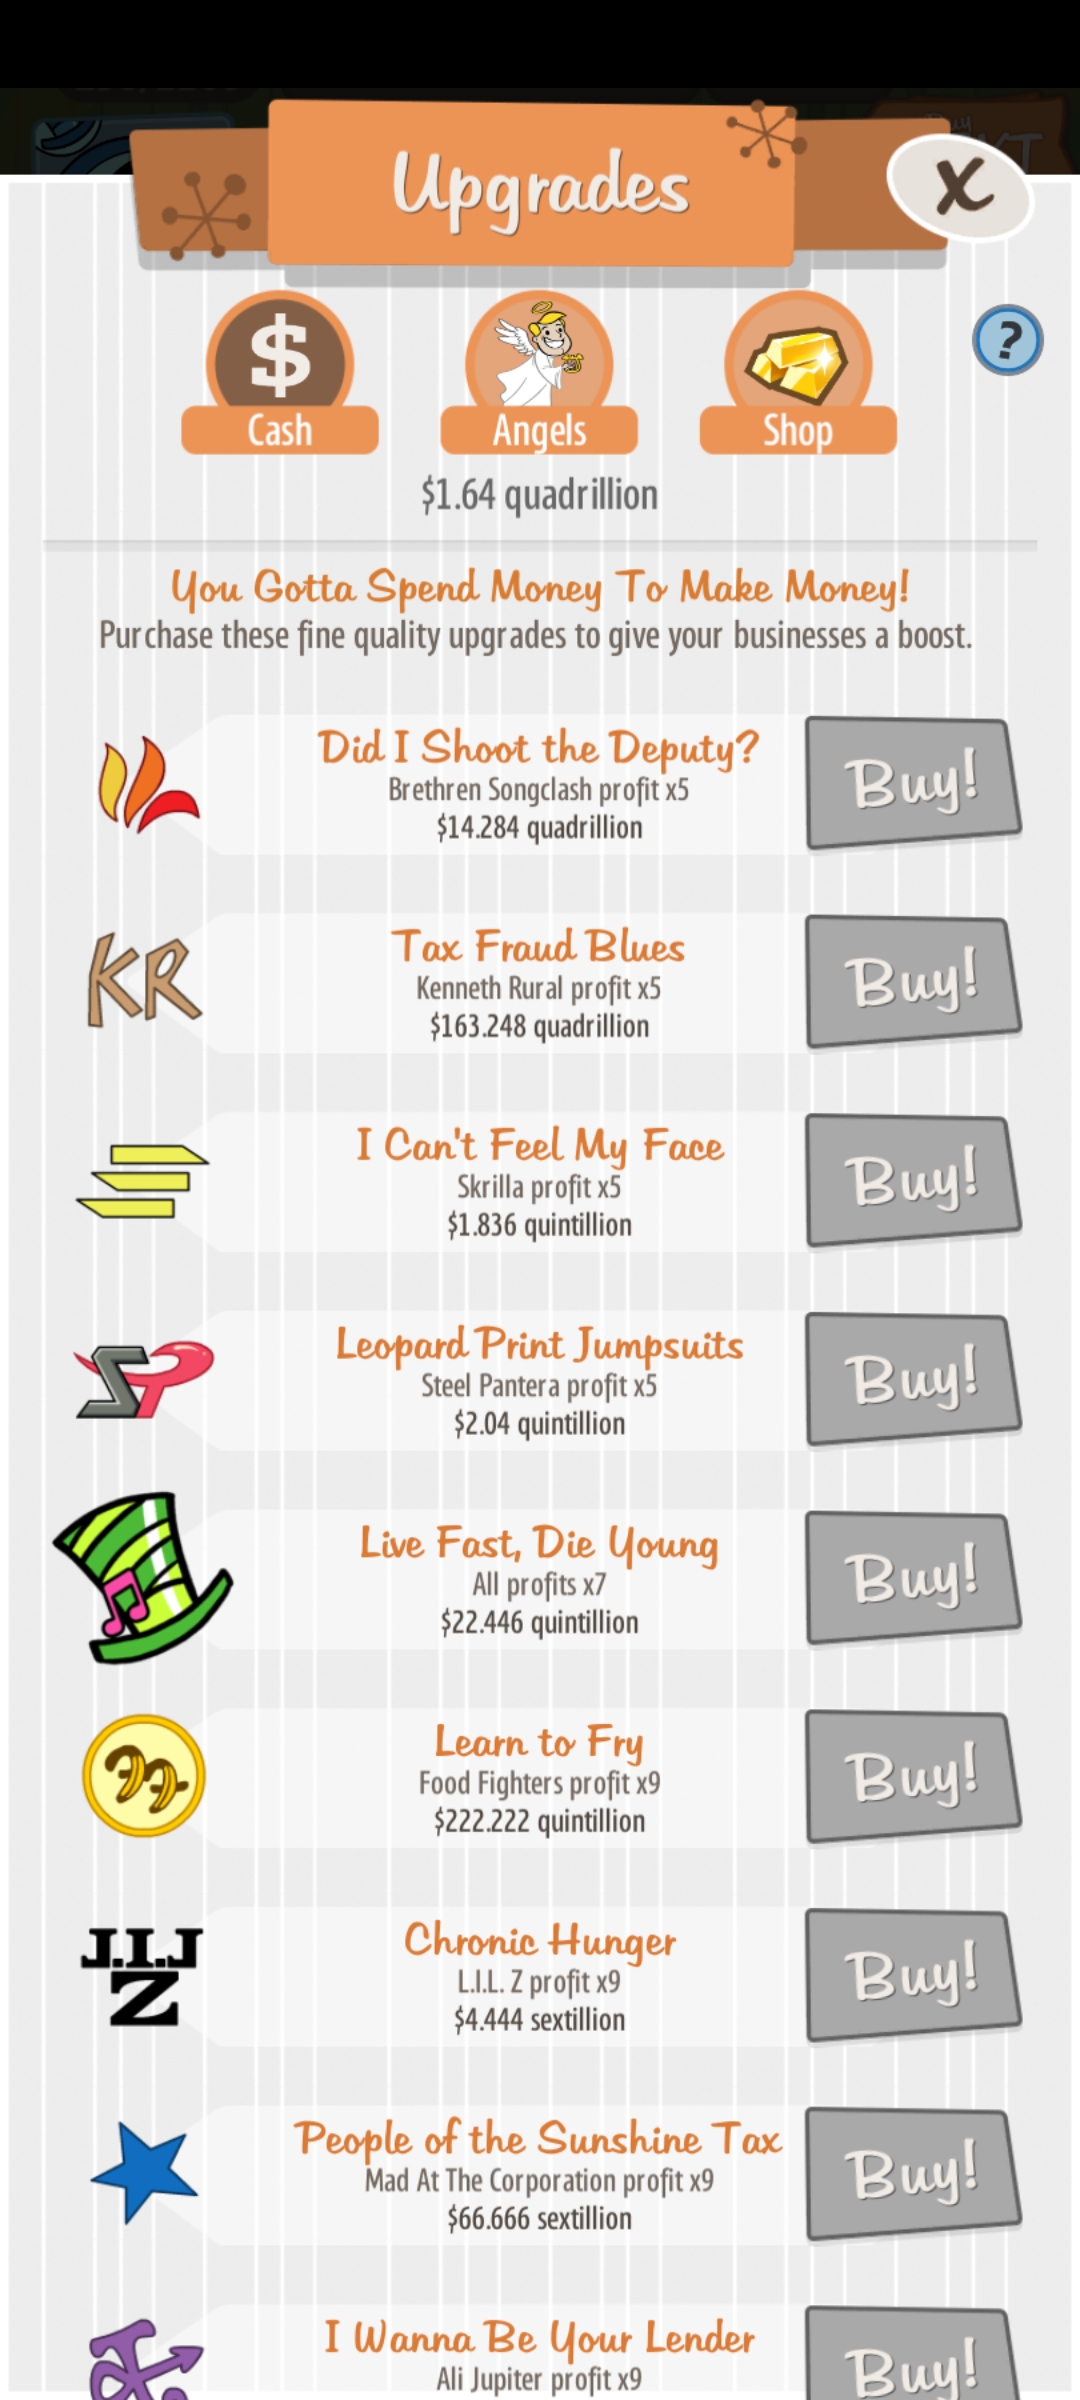 Upgrades
X
$
?
Cash
Angels
Shop
$1.64 quadrillion
You Gotta Spend Money To Make Money!
Purchase these fine quality upgrades to give your businesses a boost.
Did I Shoot the Deputy?
Brethren Songclash profit x5
$14.284 quadrillion
Buy!
KR
Tax Fraud Blues
Kenneth Rural profit x5
$163.248 quadrillion
Buy!
I Can't Feel My Face
Skrilla profit x5
$1.836 quintillion
Buy!
SP
Leopard Print Jumpsuits
Steel Pantera profit x5
$2.04 quintillion
Buy!
Live Fast, Die Young
All profits x7
$22.446 quintillion
Buy!
Learn to Fry
Food Fighters profit x9
$222.222 quintillion
Buy!
J.I.J
Z
Chronic Hunger
L.I.L. Z profit x9
$4.444 sextillion
Buy!
People of the Sunshine Tax
Mad At The Corporation profit x9
$66.666 sextillion
Buy!
I Wanna Be Your Lender
Ali Jupiter profit x9
Buy!